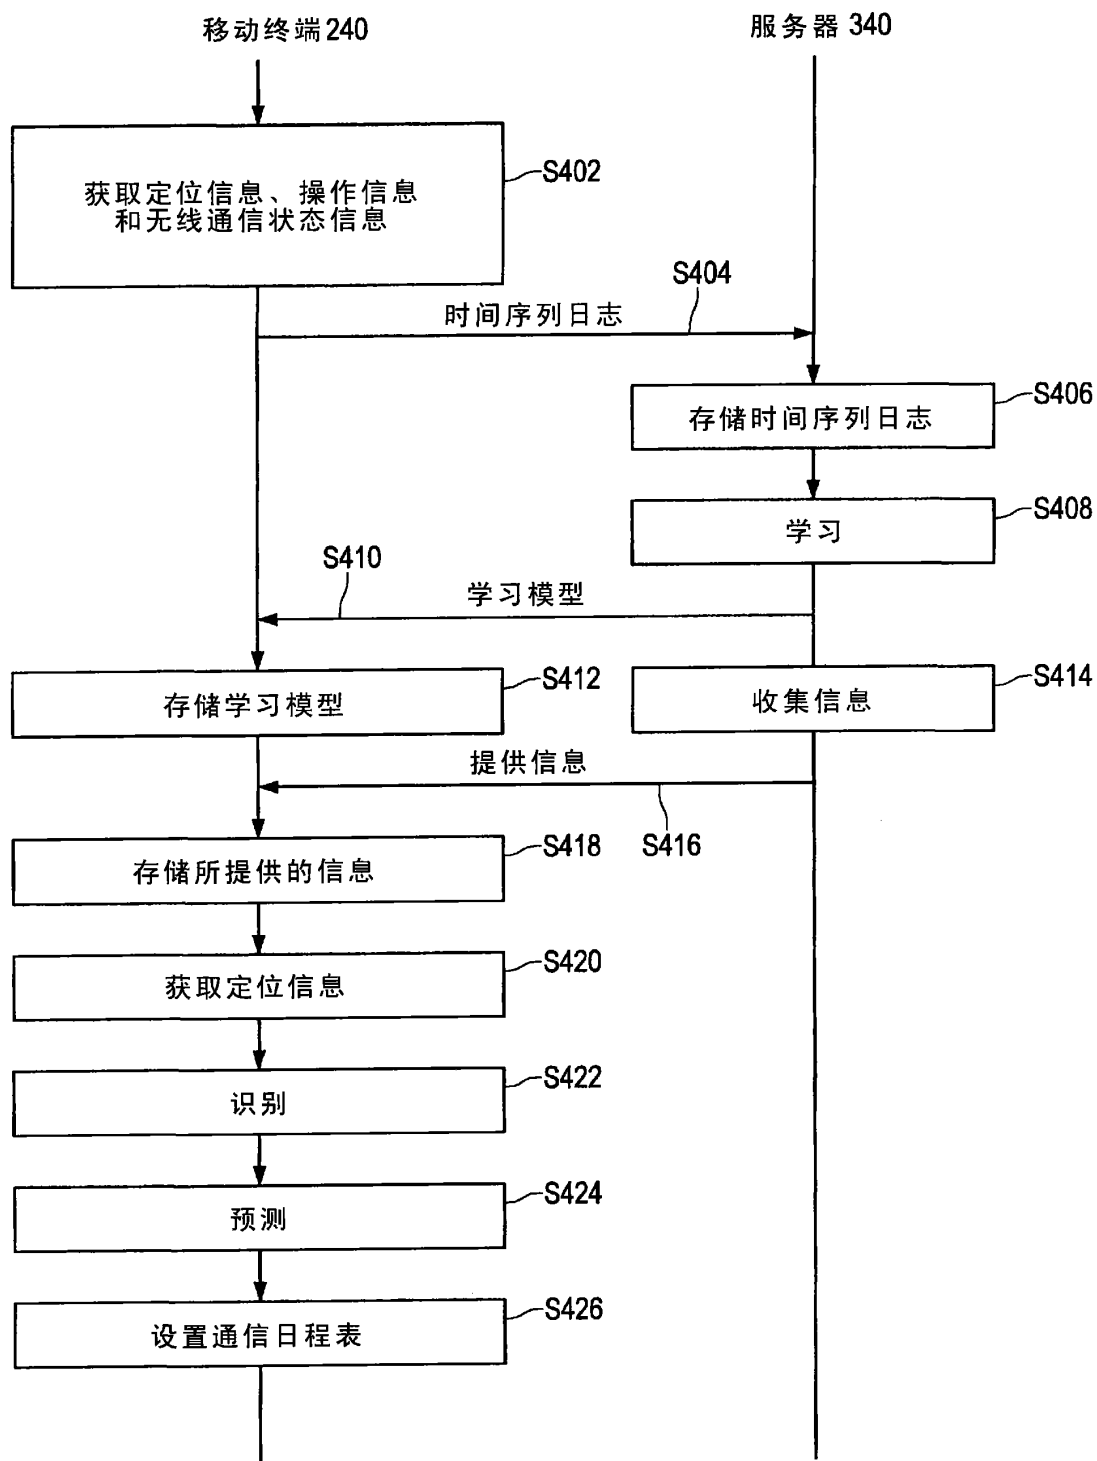 移动终端240
服务器 340
获取定位信息、操作信息
和无线通信状态信息
S402
S404
时间序列日志
S406
存储时间序列日志
S408
学习
S410
学习模型
S412
存储学习模型
S414
收集信息
提供信息
S416
S418
存储所提供的信息
S420
获取定位信息
S422
识别
S424
预测
S426
设置通信日程表